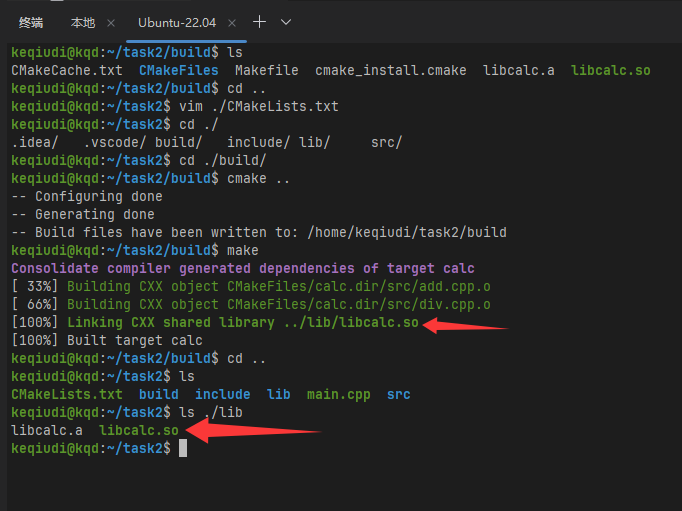 终端 本地 × Ubuntu-22.04 × + ∨
keqiudi@kqd:~/task2/build$ ls
CMakeCache.txt  CMakeFiles  Makefile  cmake_install.cmake  libcalc.a  libcalc.so
keqiudi@kqd:~/task2/build$ cd ..
keqiudi@kqd:~/task2$ vim ./CMakeLists.txt
keqiudi@kqd:~/task2$ cd ./
.idea/   .vscode/ build/   include/ lib/     src/
keqiudi@kqd:~/task2$ cd ./build/
keqiudi@kqd:~/task2/build$ cmake ..
-- Configuring done
-- Generating done
-- Build files have been written to: /home/keqiudi/task2/build
keqiudi@kqd:~/task2/build$ make
Consolidate compiler generated dependencies of target calc
[ 33%] Building CXX object CMakeFiles/calc.dir/src/add.cpp.o
[ 66%] Building CXX object CMakeFiles/calc.dir/src/div.cpp.o
[100%] Linking CXX shared library ../lib/libcalc.so
[100%] Built target calc
keqiudi@kqd:~/task2/build$ cd ..
keqiudi@kqd:~/task2$ ls
CMakeLists.txt  build  include  lib  main.cpp  src
keqiudi@kqd:~/task2$ ls ./lib
libcalc.a  libcalc.so
keqiudi@kqd:~/task2$